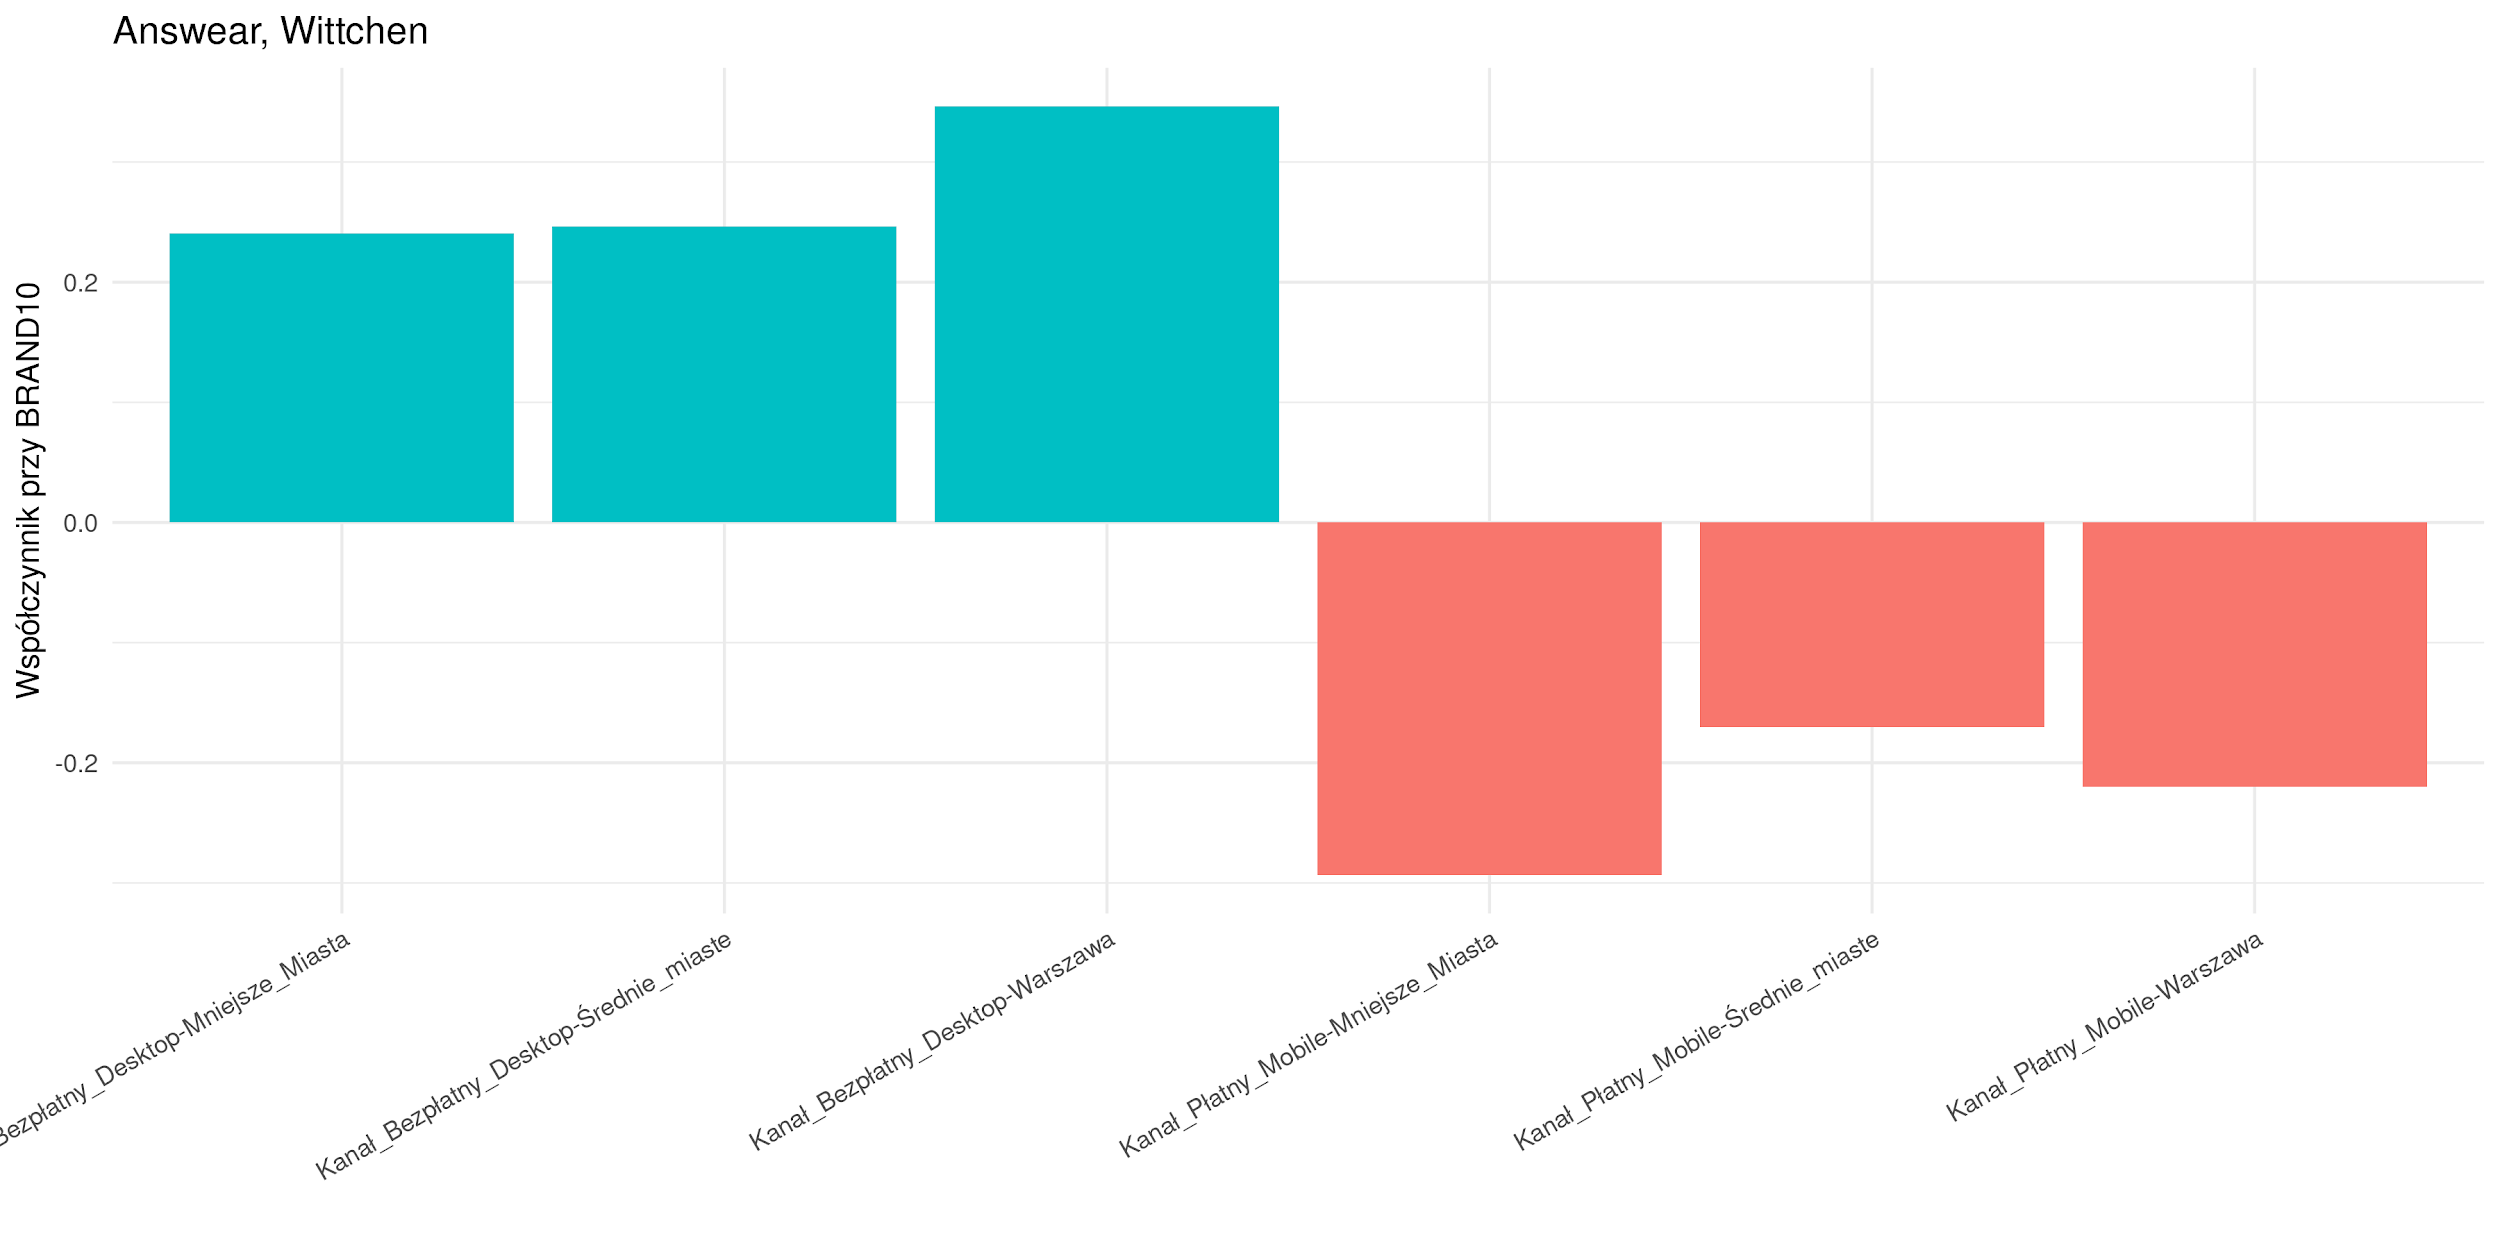 Answear, Wittchen
Współczynnik przy BRAND10
0.2
0.0
-0.2
Bezpłatny_Desktop-Mniejsze_Miasta
Kanał_Bezpłatny_Desktop-Średnie_miaste
Kanał_Bezpłatny_Desktop-Warszawa
Kanał_Płatny_Mobile-Mniejsze_Miasta
Kanał_Płatny_Mobile-Średnie_miaste
Kanał_Płatny_Mobile-Warszawa